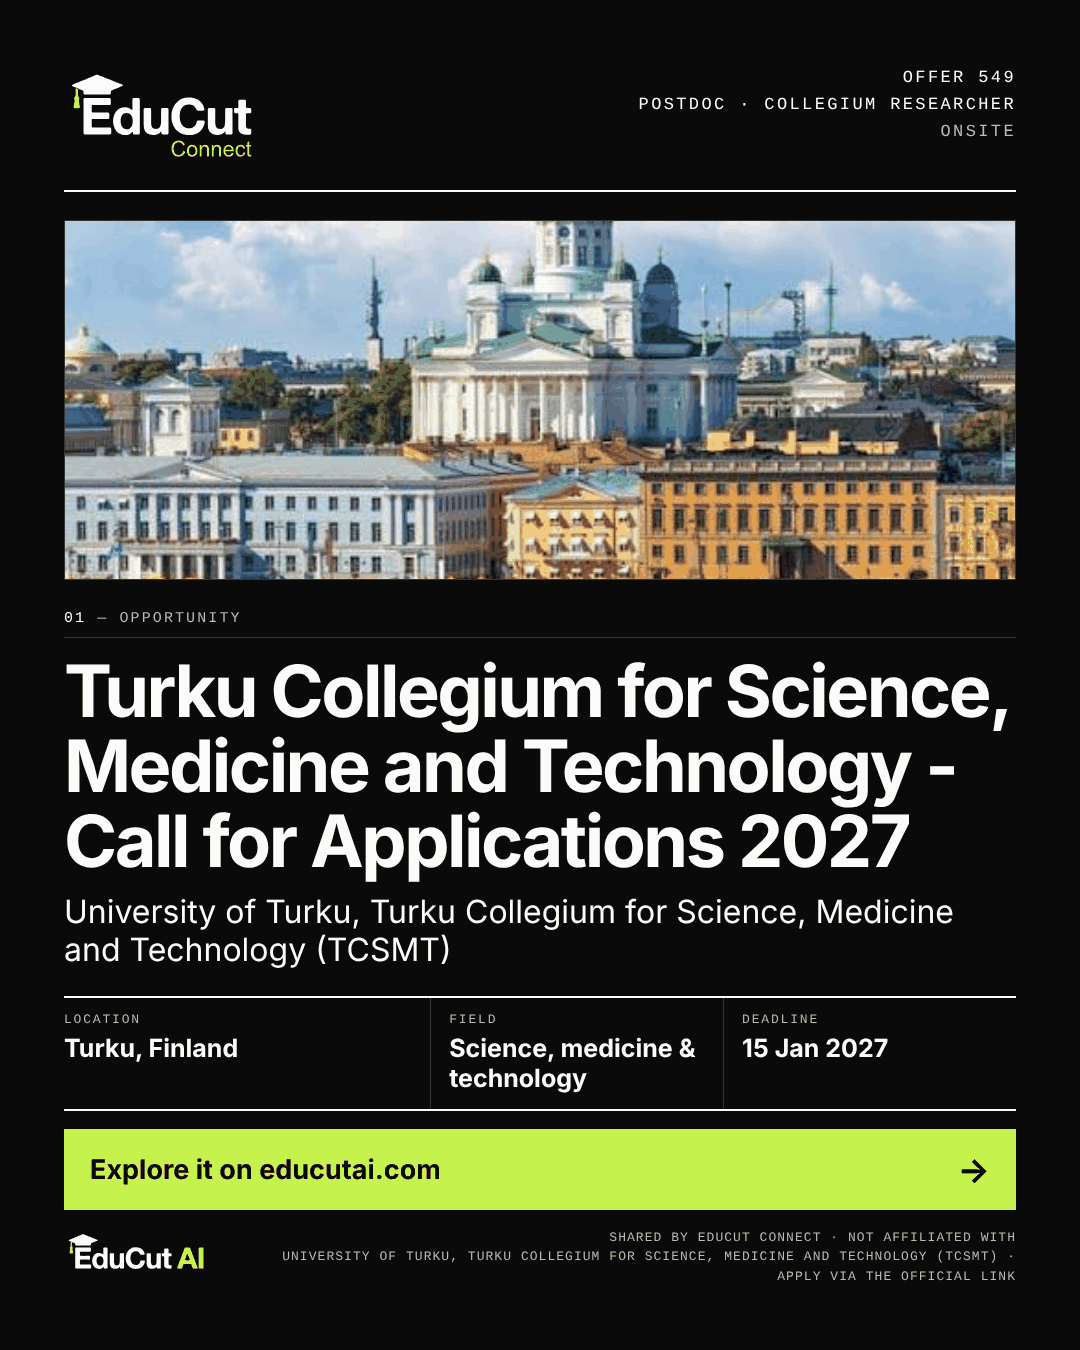 EduCut
Connect
OFFER 549
POSTDOC · COLLEGIUM RESEARCHER
ONSITE
01 — OPPORTUNITY
Turku Collegium for Science,
Medicine and Technology -
Call for Applications 2027
University of Turku, Turku Collegium for Science, Medicine
and Technology (TCSMT)
LOCATION
Turku, Finland
FIELD
Science, medicine &
technology
DEADLINE
15 Jan 2027
Explore it on educutai.com →
EduCut AI
SHARED BY EDUCUT CONNECT · NOT AFFILIATED WITH
UNIVERSITY OF TURKU, TURKU COLLEGIUM FOR SCIENCE, MEDICINE AND TECHNOLOGY (TCSMT) ·
APPLY VIA THE OFFICIAL LINK